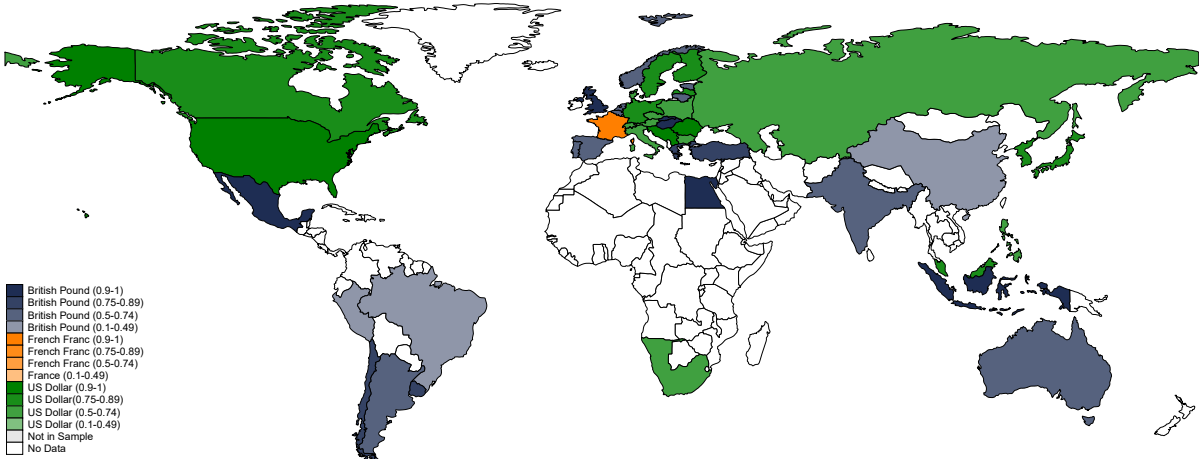 British Pound (0.9-1)
British Pound (0.75-0.89)
British Pound (0.5-0.74)
British Pound (0.1-0.49)
French Franc (0.9-1)
French Franc (0.75-0.89)
French Franc (0.5-0.74)
France (0.1-0.49)
US Dollar (0.9-1)
US Dollar(0.75-0.89)
US Dollar (0.5-0.74)
US Dollar (0.1-0.49)
Not in Sample
No Data